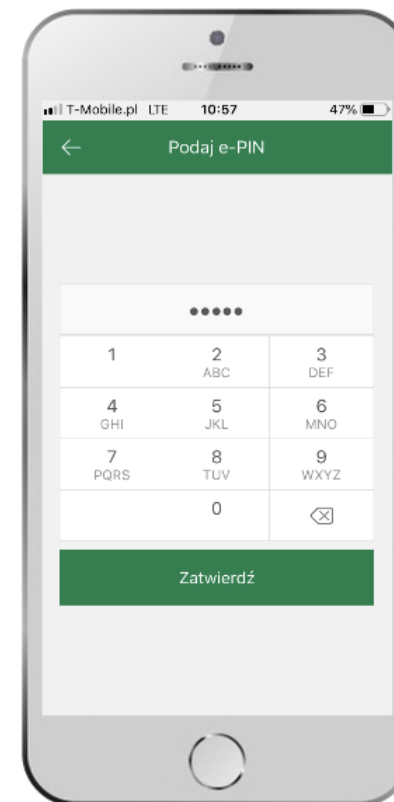 T-Mobile.pl LTE 10:57 47%
Podaj e-PIN
•••••
1 2 3
ABC DEF
4 5 6
GHI JKL MNO
7 8 9
PQRS TUV WXYZ
0
Zatwierdź